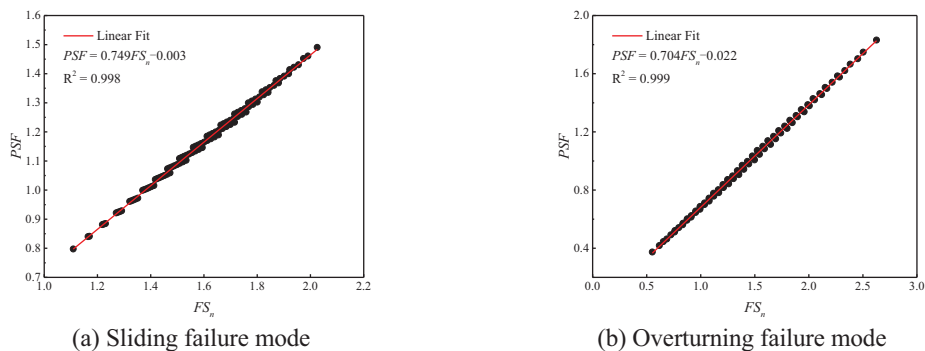 1.6
1.5
1.4
1.3
1.2
1.1
1.0
0.9
0.8
0.7
PSF
Linear Fit
PSF = 0.749FSn−0.003
R² = 0.998
1.0 1.2 1.4 1.6 1.8 2.0 2.2
FSn
(a) Sliding failure mode
2.0
1.6
1.2
0.8
0.4
PSF
Linear Fit
PSF = 0.704FSn−0.022
R² = 0.999
0.0 0.5 1.0 1.5 2.0 2.5 3.0
FSn
(b) Overturning failure mode